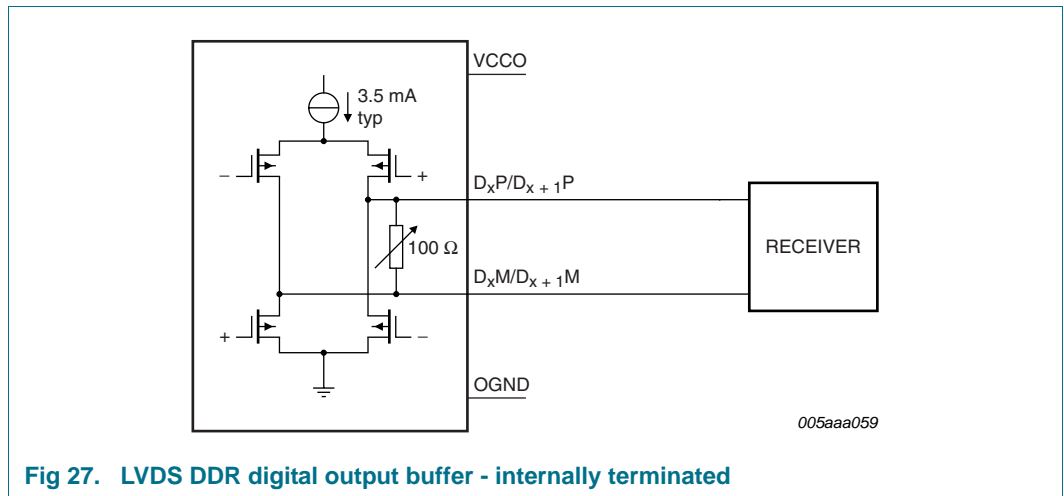 VCCO
3.5 mA
typ
− +
DₓP/Dₓ ₊ ₁P
100 Ω
RECEIVER
DₓM/Dₓ ₊ ₁M
+ −
OGND
005aaa059
Fig 27. LVDS DDR digital output buffer - internally terminated